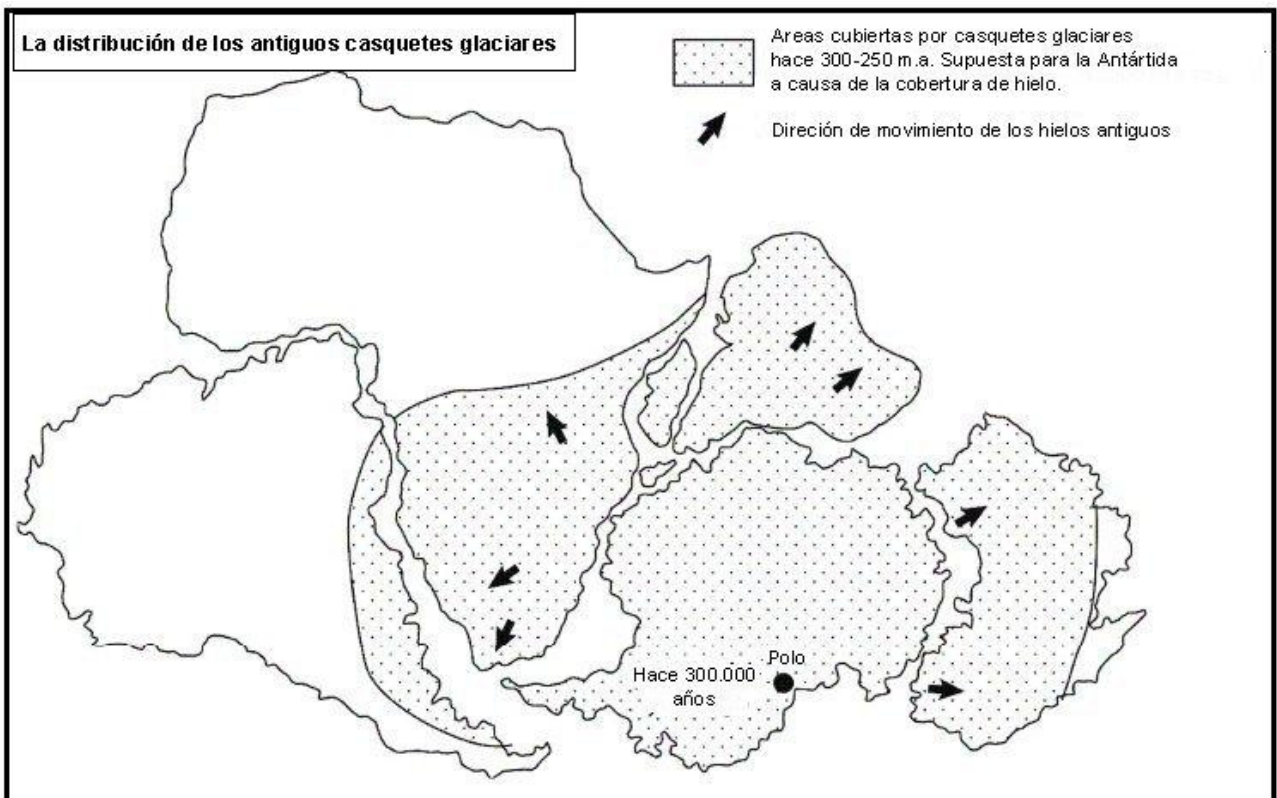 La distribución de los antiguos casquetes glaciares
Areas cubiertas por casquetes glaciares
hace 300-250 m.a. Supuesta para la Antártida
a causa de la cobertura de hielo.
Direción de movimiento de los hielos antiguos
Polo
Hace 300.000
años